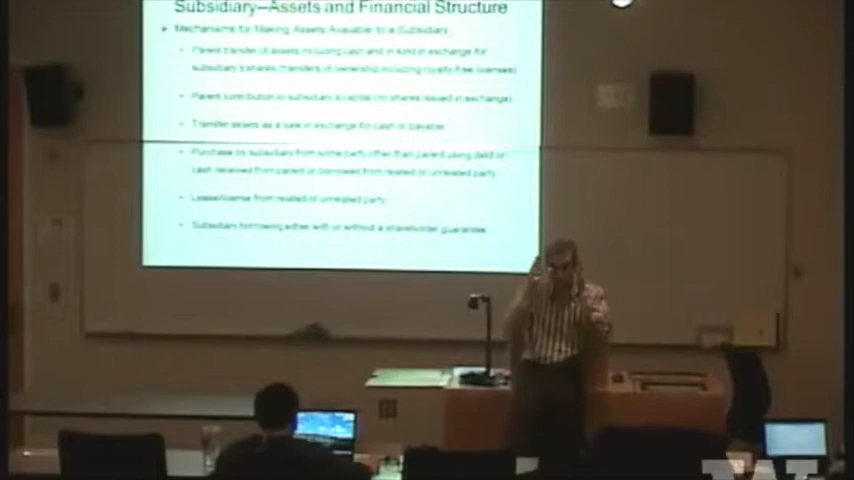 Subsidiary–Assets and Financial Structure
Mechanisms for Making Assets Available to a Subsidiary
Parent transfer of assets including cash and in kind in exchange for
subsidiary's shares (transfers of ownership including royalty free licenses)
Parent contribution to subsidiary's capital (no shares issued in exchange)
Transfer assets as a sale in exchange for cash or payable
Purchase by subsidiary from some party other than parent using debt or
cash received from parent or borrowed from related or unrelated party
Lease/license from related or unrelated party
Subsidiary borrowing either with or without a shareholder guarantee